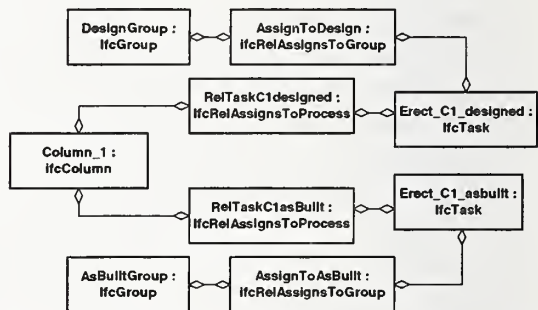 DesignGroup :
IfcGroup
AssignToDesign :
ifcRelAssignsToGroup
RelTaskC1designed :
IfcRelAssignsToProcess
Erect_C1_designed :
IfcTask
Column_1 :
ifcColumn
RelTaskC1asBuilt :
IfcRelAssignsToProcess
Erect_C1_asbuilt :
IfcTask
AsBuiltGroup :
IfcGroup
AssignToAsBuilt :
ifcRelAssignsToGroup